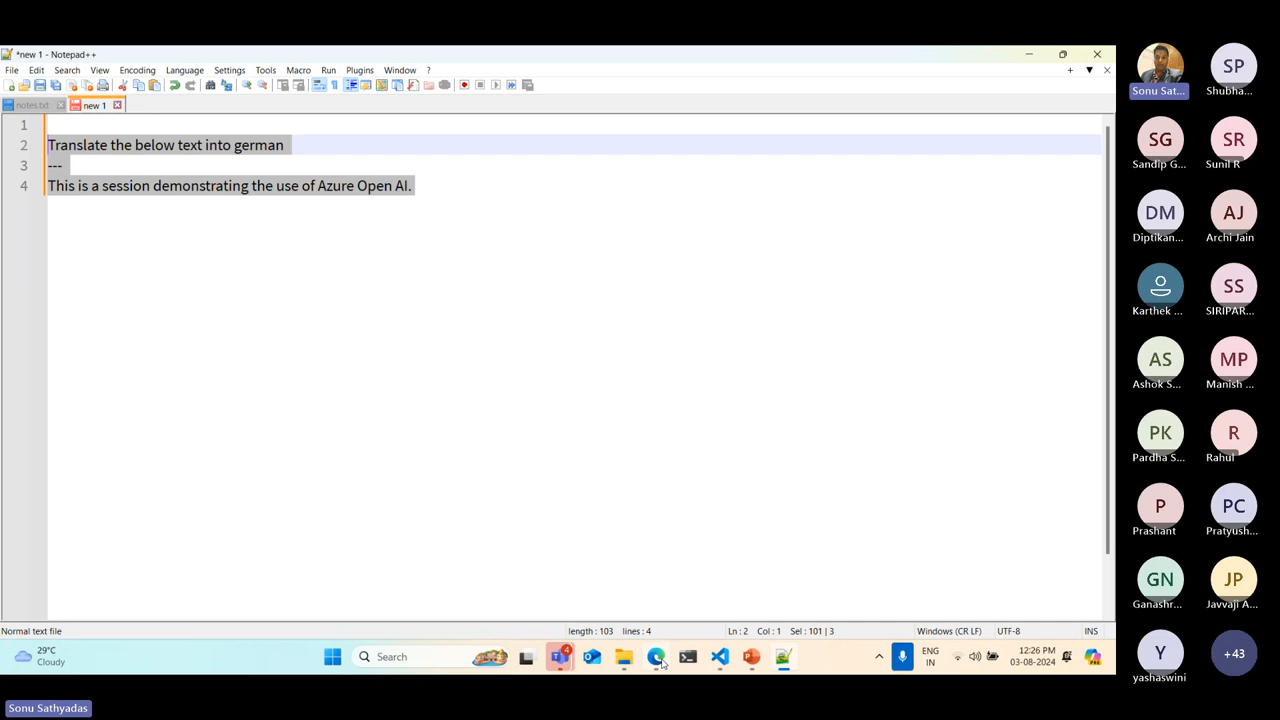 *new 1 - Notepad++
File Edit Search View Encoding Language Settings Tools Macro Run Plugins Window ?
notes.txt new 1
1
2 Translate the below text into german
3 ---
4 This is a session demonstrating the use of Azure Open AI.
Normal text file length : 103 lines : 4 Ln : 2 Col : 1 Sel : 101 | 3 Windows (CR LF) UTF-8 INS
29°C
Cloudy
Search
4
ENG
IN
12:26 PM
03-08-2024
Sonu Sathyadas
Sonu Sat...
SP
Shubha...
SG
Sandip G...
SR
Sunil R
DM
Diptikan...
AJ
Archi Jain
Karthek ...
SS
SIRIPAR...
AS
Ashok S...
MP
Manish ...
PK
Pardha S...
R
Rahul
P
Prashant
PC
Pratyush...
GN
Ganashr...
JP
Javvaji A...
Y
yashaswini
+43